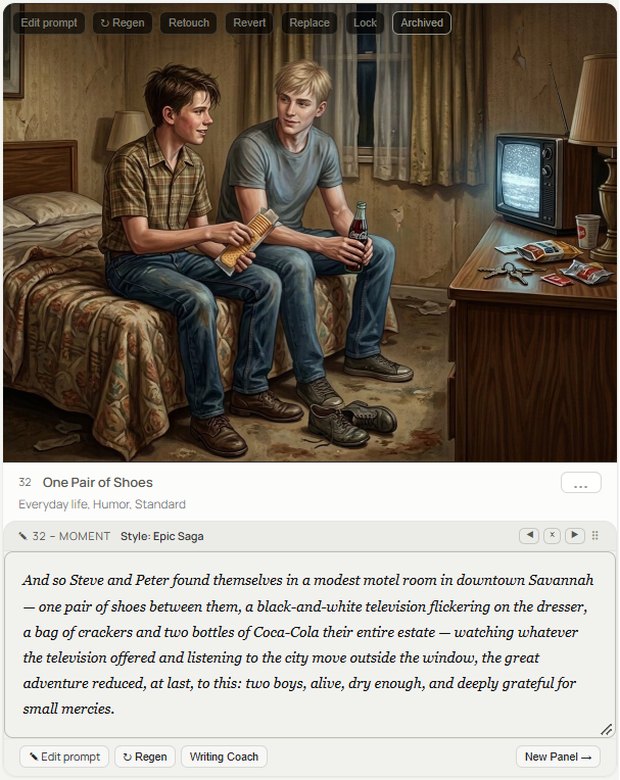 Edit prompt
↻ Regen
Retouch
Revert
Replace
Lock
Archived
32 One Pair of Shoes
...
Everyday life, Humor, Standard
✎ 32 – MOMENT Style: Epic Saga
◄ × ►
And so Steve and Peter found themselves in a modest motel room in downtown Savannah
— one pair of shoes between them, a black-and-white television flickering on the dresser,
a bag of crackers and two bottles of Coca-Cola their entire estate — watching whatever
the television offered and listening to the city move outside the window, the great
adventure reduced, at last, to this: two boys, alive, dry enough, and deeply grateful for
small mercies.
✎ Edit prompt
↻ Regen
Writing Coach
New Panel →